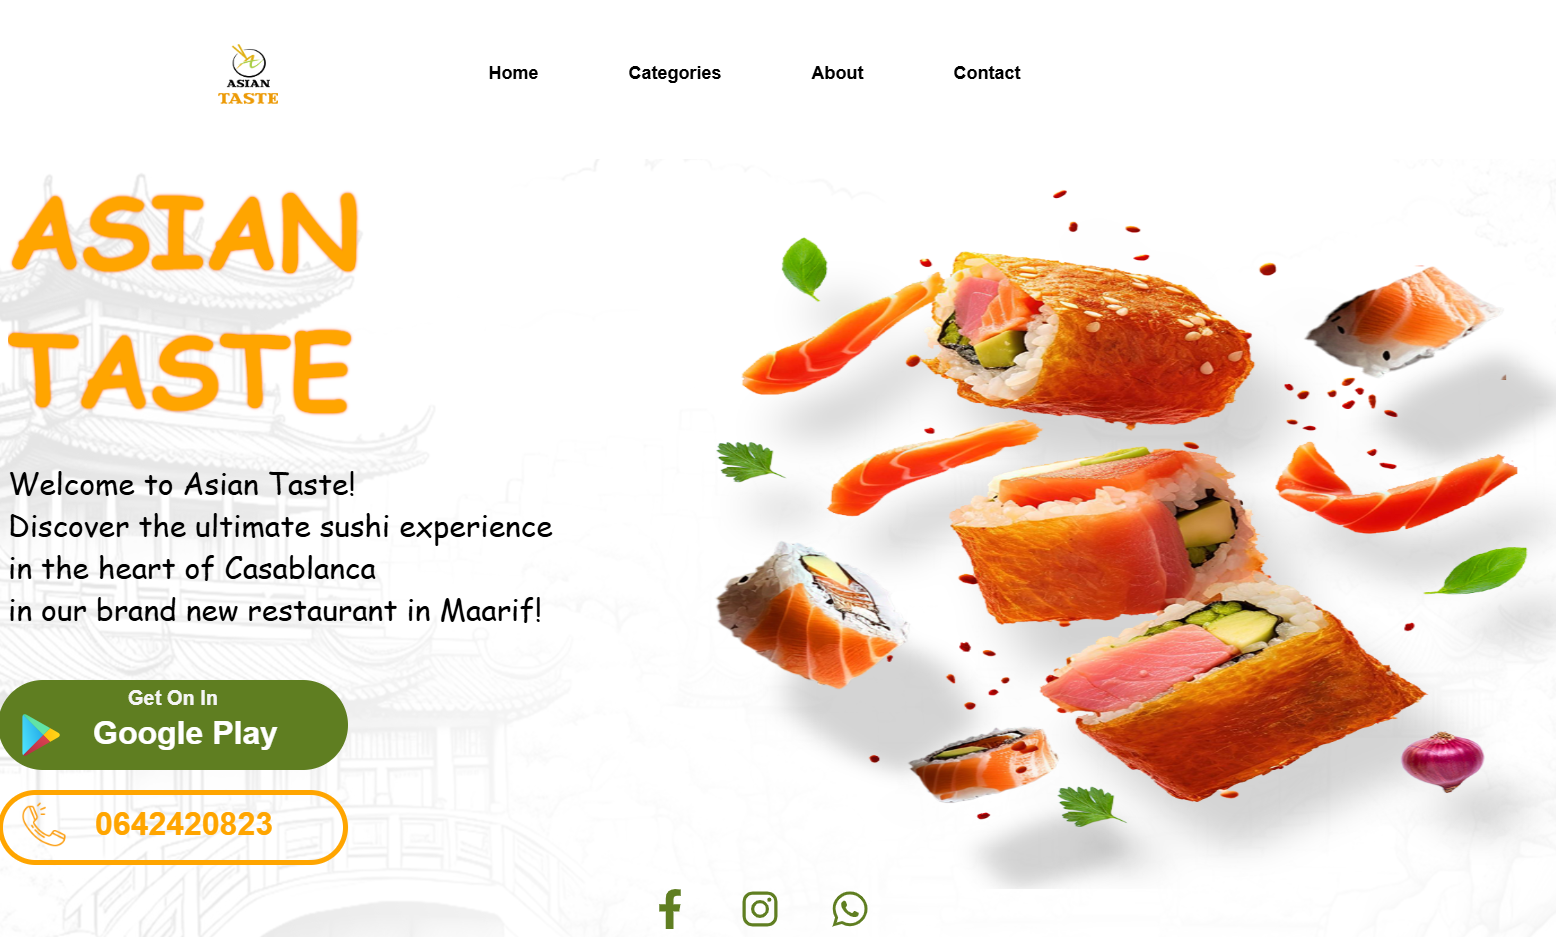 ASIAN
TASTE
Home
Categories
About
Contact
ASIAN
TASTE
Welcome to Asian Taste!
Discover the ultimate sushi experience
in the heart of Casablanca
in our brand new restaurant in Maarif!
Get On In
Google Play
0642420823